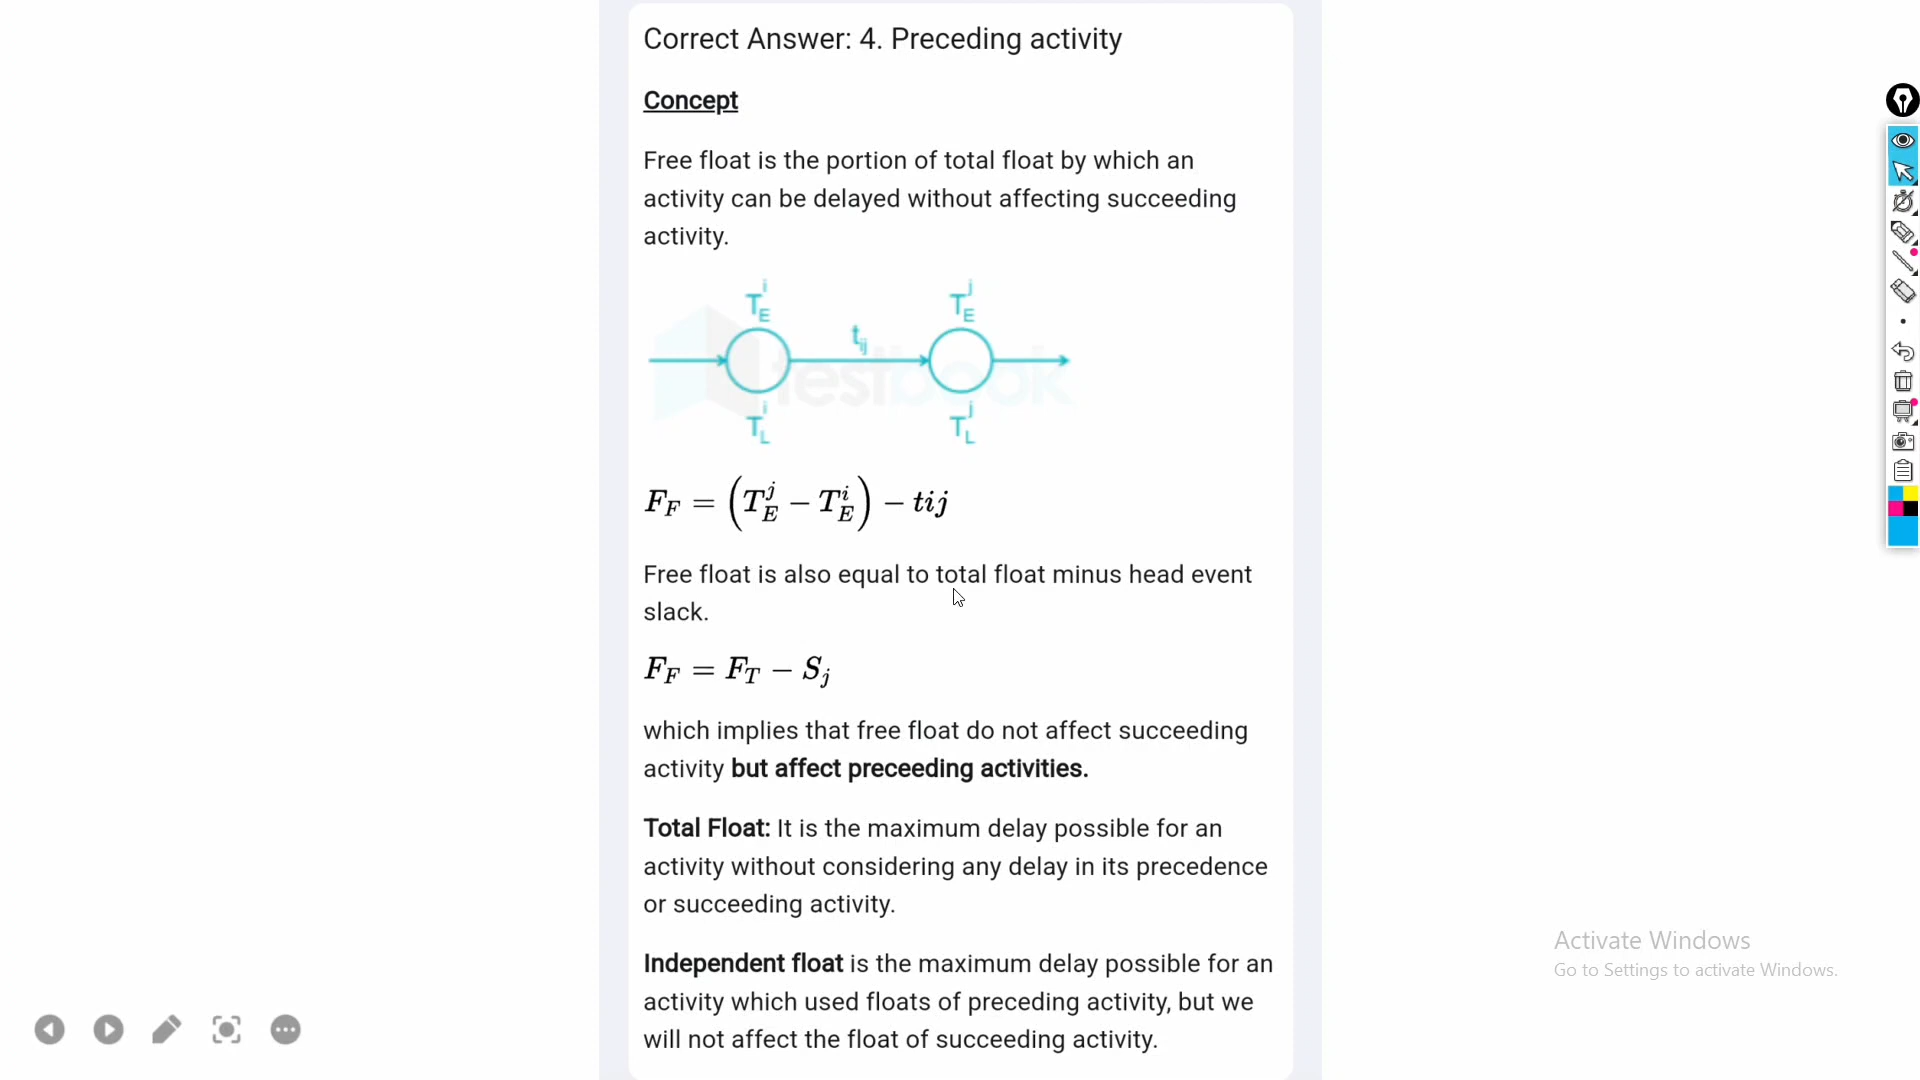 Correct Answer: 4. Preceding activity
Concept
Free float is the portion of total float by which an
activity can be delayed without affecting succeeding
activity.
T_E^i T_E^j
t_ij
testbook
T_L^i T_L^j
F_F = (T_E^j − T_E^i) − tij
Free float is also equal to total float minus head event
slack.
F_F = F_T − S_j
which implies that free float do not affect succeeding
activity but affect preceeding activities.
Total Float: It is the maximum delay possible for an
activity without considering any delay in its precedence
or succeeding activity.
Independent float is the maximum delay possible for an
activity which used floats of preceding activity, but we
will not affect the float of succeeding activity.
Activate Windows
Go to Settings to activate Windows.